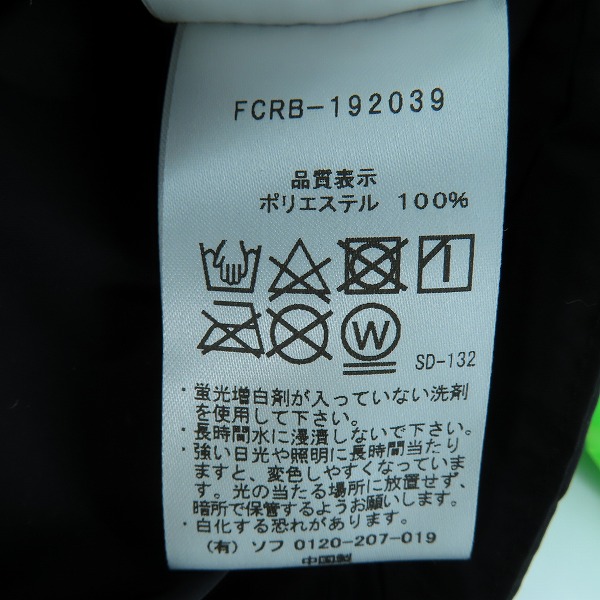 FCRB-192039
品質表示
ポリエステル 100%
W
SD-132
・蛍光増白剤が入っていない洗剤
を使用して下さい。
・長時間水に浸漬しないで下さい。
・強い日光や照明に長時間当たり
ますと、変色しやすくなっていま
す。光の当たる場所に放置せず、
暗所で保管するようお願いします。
・白化する恐れがあります。
(有) ソフ 0120-207-019
中国製